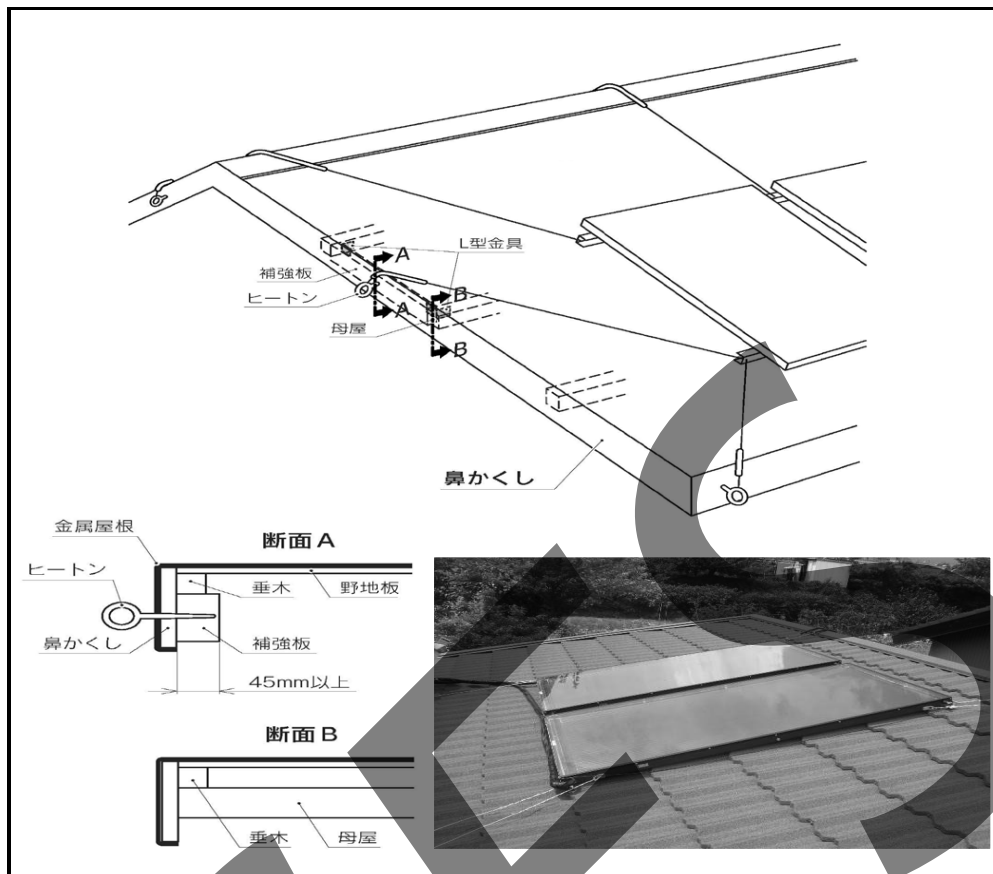 L型金具
A
補強板
ヒートン
A
B
母屋
B
鼻かくし
金属屋根
断面A
ヒートン
垂木
野地板
鼻かくし
補強板
45mm以上
断面B
垂木
母屋